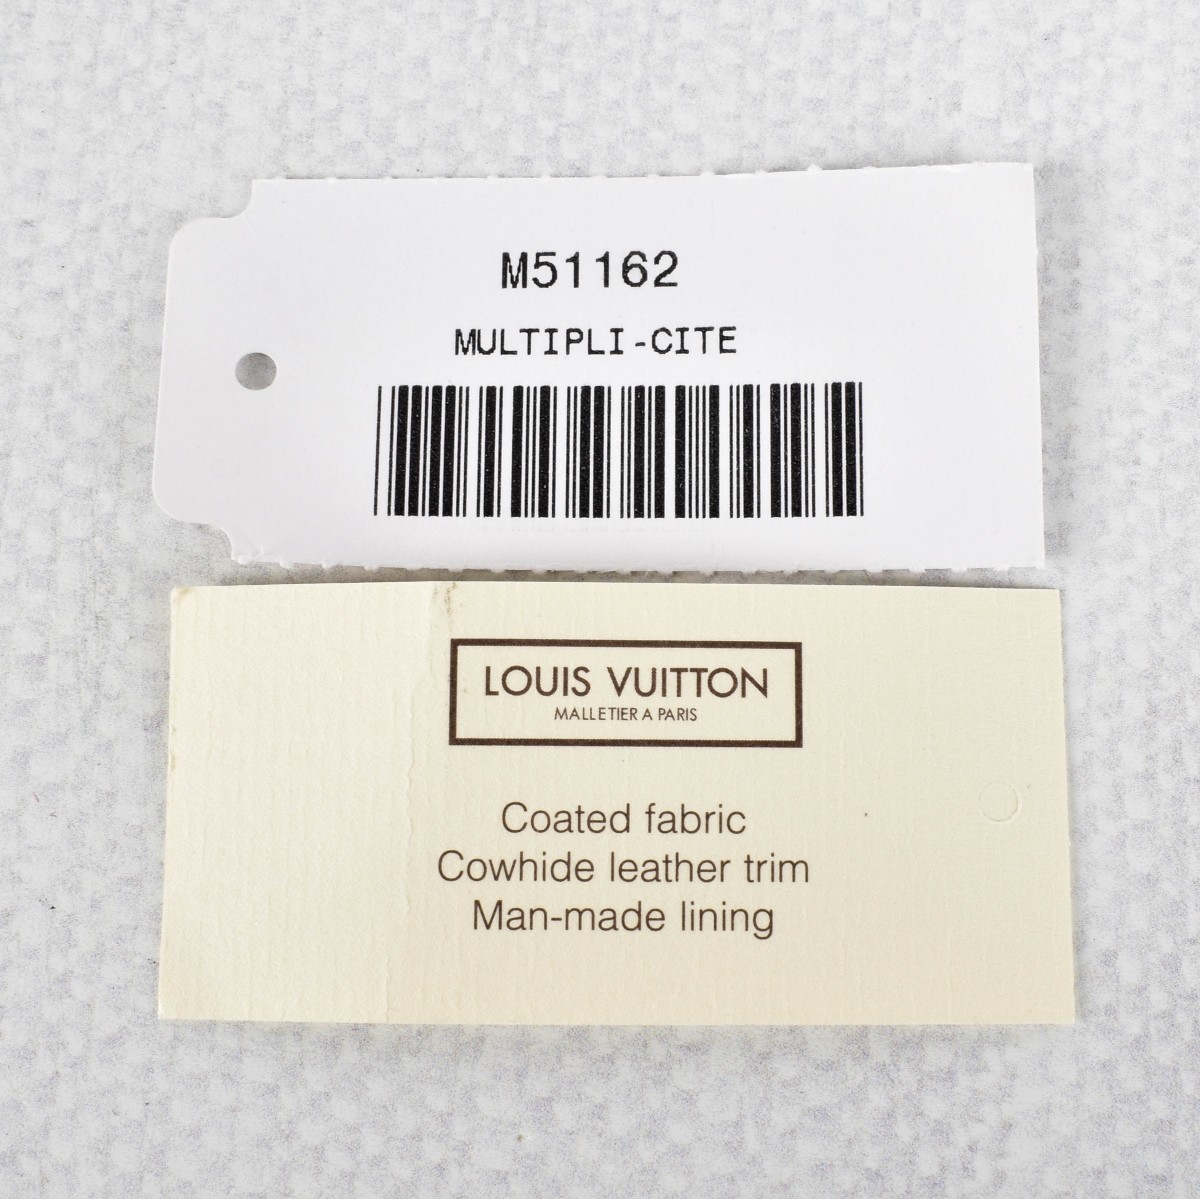 M51162
MULTIPLI-CITE
LOUIS VUITTON
MALLETIER A PARIS
Coated fabric
Cowhide leather trim
Man-made lining